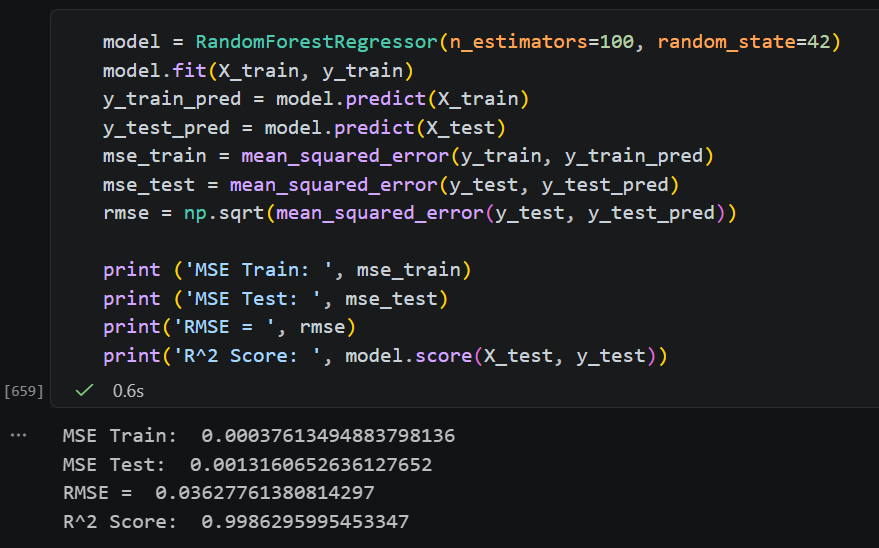 model = RandomForestRegressor(n_estimators=100, random_state=42)
model.fit(X_train, y_train)
y_train_pred = model.predict(X_train)
y_test_pred = model.predict(X_test)
mse_train = mean_squared_error(y_train, y_train_pred)
mse_test = mean_squared_error(y_test, y_test_pred)
rmse = np.sqrt(mean_squared_error(y_test, y_test_pred))
print ('MSE Train: ', mse_train)
print ('MSE Test: ', mse_test)
print('RMSE = ', rmse)
print('R^2 Score: ', model.score(X_test, y_test))
[659] ✓ 0.6s
... MSE Train:  0.00037613494883798136
MSE Test:  0.0013160652636127652
RMSE =  0.03627761380814297
R^2 Score:  0.9986295995453347